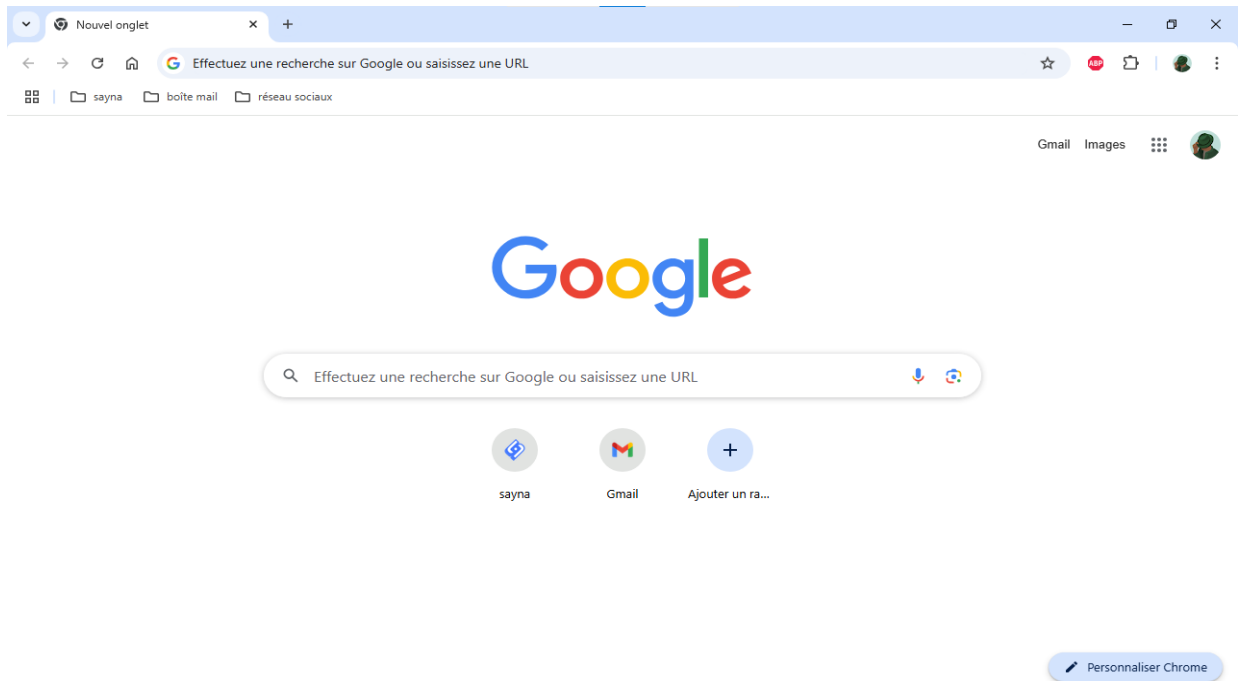 Nouvel onglet
Effectuez une recherche sur Google ou saisissez une URL
ABP
sayna boîte mail réseau sociaux
Gmail Images
Google
Effectuez une recherche sur Google ou saisissez une URL
sayna Gmail Ajouter un ra...
Personnaliser Chrome